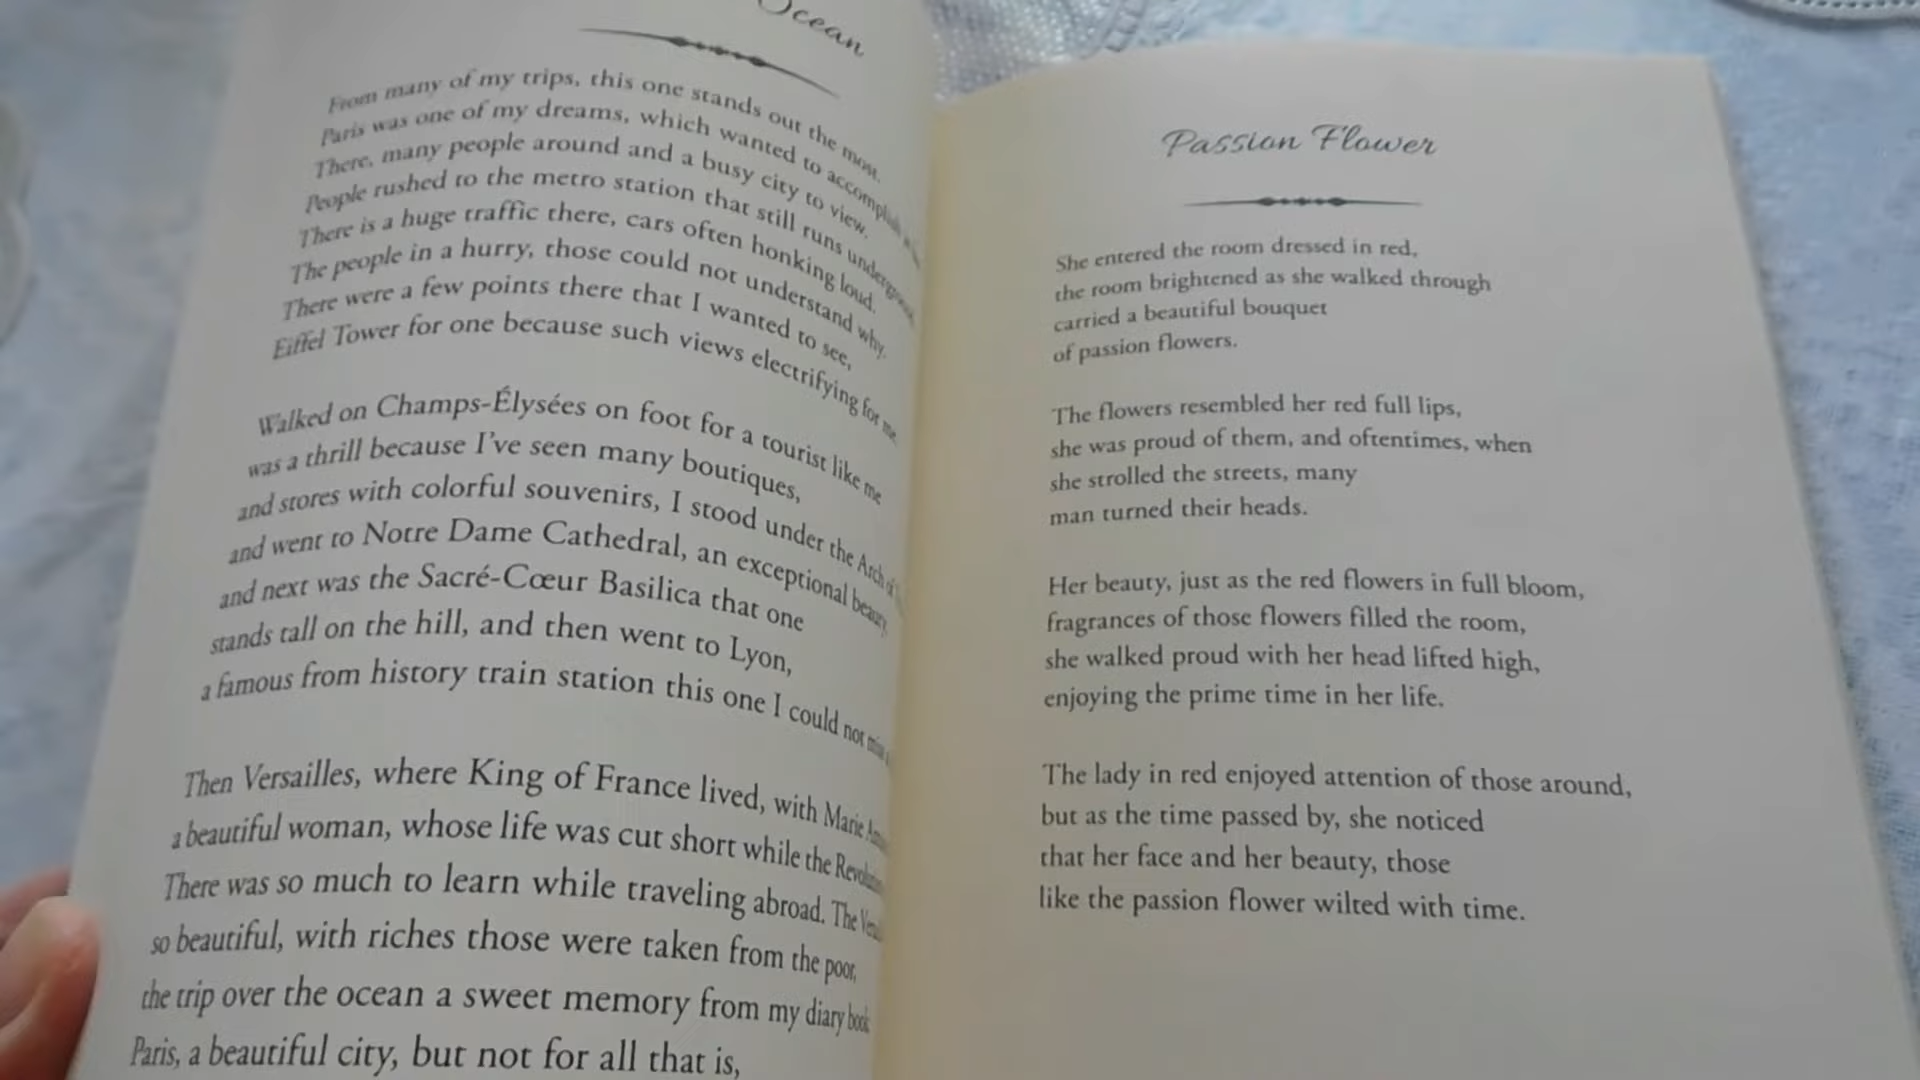 Ocean
From many of my trips, this one stands out the most.
Paris was one of my dreams, which wanted to accomplish
There, many people around and a busy city to view.
People rushed to the metro station that still runs underground
There is a huge traffic there, cars often honking loud.
The people in a hurry, those could not understand why.
There were a few points there that I wanted to see,
Eiffel Tower for one because such views electrifying for me
Walked on Champs-Élysées on foot for a tourist like me
was a thrill because I've seen many boutiques,
and stores with colorful souvenirs, I stood under the Arch of
and went to Notre Dame Cathedral, an exceptional beauty,
and next was the Sacré-Cœur Basilica that one
stands tall on the hill, and then went to Lyon,
a famous from history train station this one I could not
Then Versailles, where King of France lived, with Marie
a beautiful woman, whose life was cut short while the
There was so much to learn while traveling abroad. The
so beautiful, with riches those were taken from the poor,
the trip over the ocean a sweet memory from my diary book
Paris, a beautiful city, but not for all that is,
Passion Flower
She entered the room dressed in red,
the room brightened as she walked through
carried a beautiful bouquet
of passion flowers.
The flowers resembled her red full lips,
she was proud of them, and oftentimes, when
she strolled the streets, many
man turned their heads.
Her beauty, just as the red flowers in full bloom,
fragrances of those flowers filled the room,
she walked proud with her head lifted high,
enjoying the prime time in her life.
The lady in red enjoyed attention of those around,
but as the time passed by, she noticed
that her face and her beauty, those
like the passion flower wilted with time.